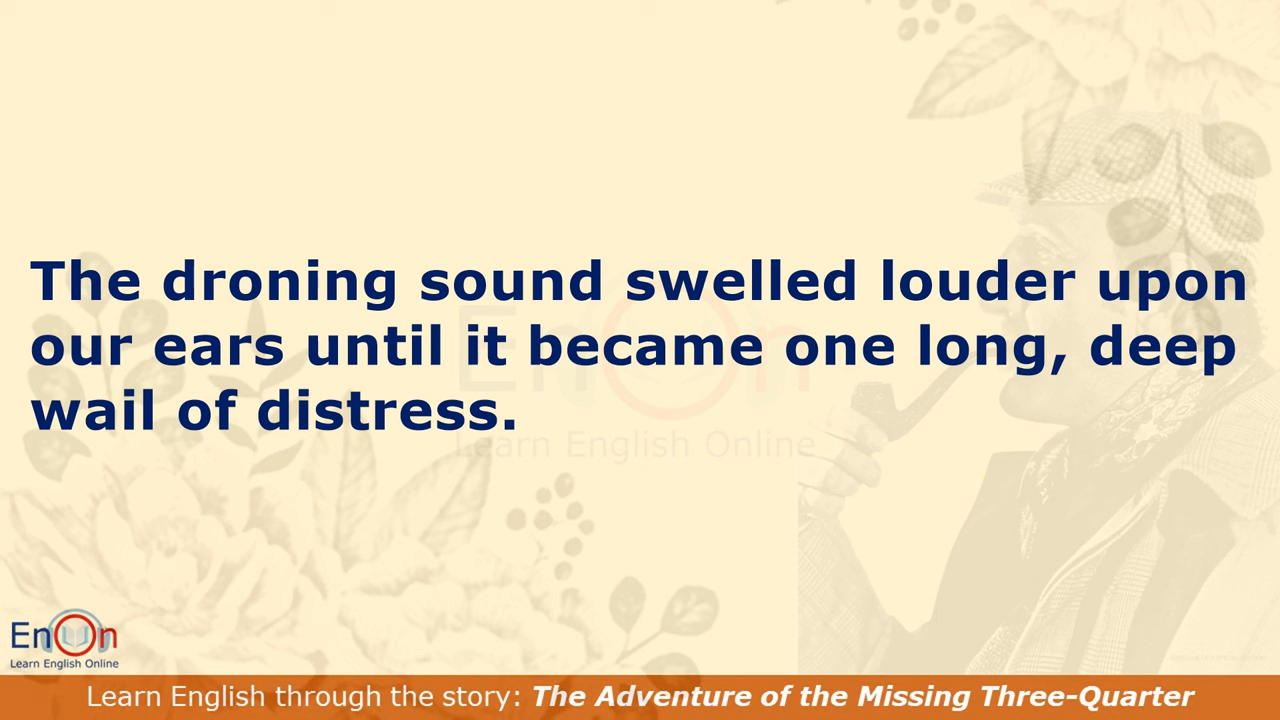 The droning sound swelled louder upon
our ears until it became one long, deep
wail of distress.
EnOn
Learn English Online
EnOn
Learn English Online
Learn English through the story: The Adventure of the Missing Three-Quarter